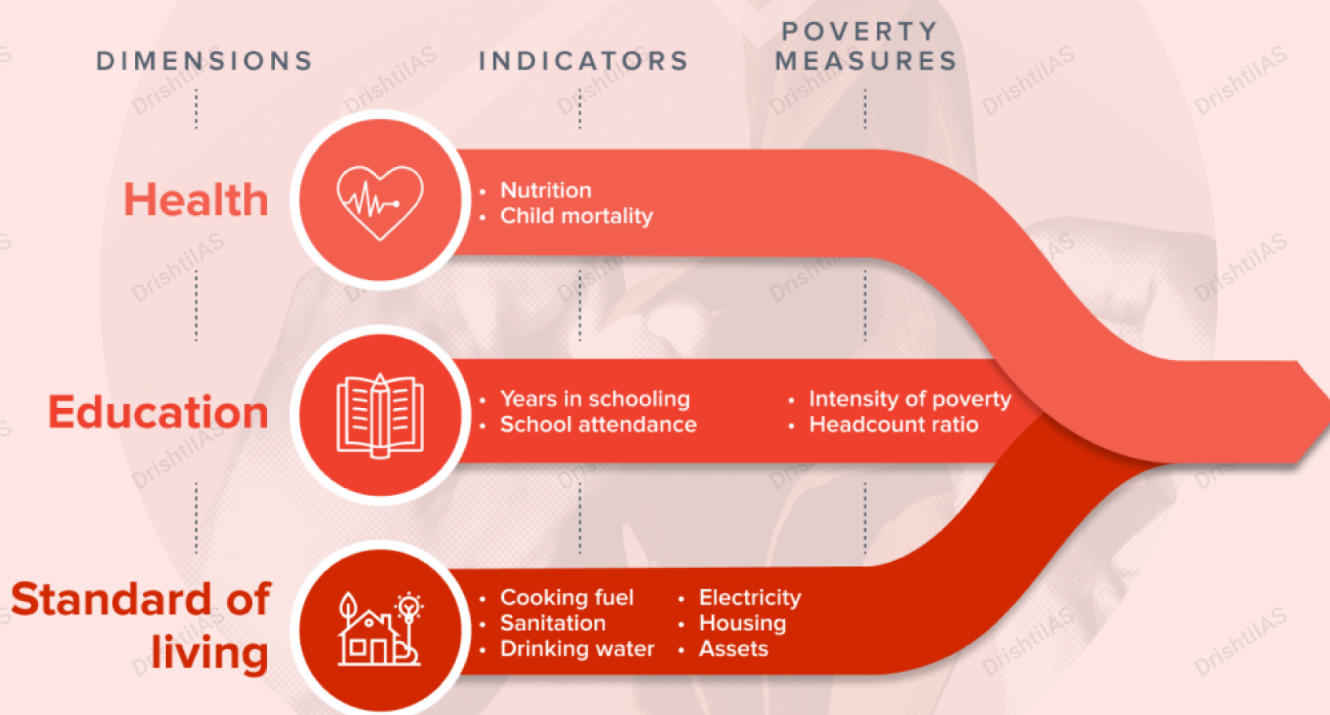 DIMENSIONS
INDICATORS
POVERTY
MEASURES
Health
• Nutrition
• Child mortality
Education
• Years in schooling
• School attendance
• Intensity of poverty
• Headcount ratio
Standard of
living
• Cooking fuel
• Sanitation
• Drinking water
• Electricity
• Housing
• Assets
DrishtiIAS